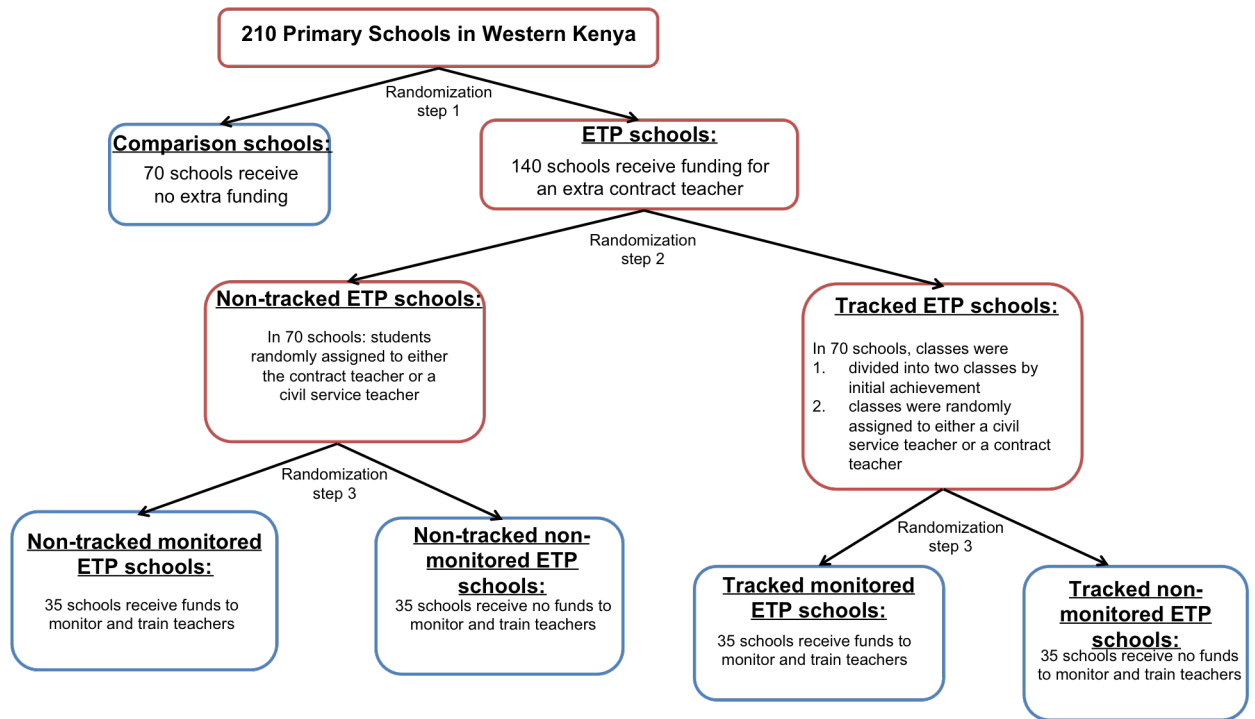 210 Primary Schools in Western Kenya
Randomization
step 1
Comparison schools:
70 schools receive
no extra funding
ETP schools:
140 schools receive funding for
an extra contract teacher
Randomization
step 2
Non-tracked ETP schools:
In 70 schools: students
randomly assigned to either
the contract teacher or a
civil service teacher
Tracked ETP schools:
In 70 schools, classes were
1. divided into two classes by
initial achievement
2. classes were randomly
assigned to either a civil
service teacher or a contract
teacher
Randomization
step 3
Non-tracked monitored
ETP schools:
35 schools receive funds to
monitor and train teachers
Non-tracked non-
monitored ETP
schools:
35 schools receive no funds to
monitor and train teachers
Randomization
step 3
Tracked monitored
ETP schools:
35 schools receive funds to
monitor and train teachers
Tracked non-
monitored ETP
schools:
35 schools receive no funds
to monitor and train teachers